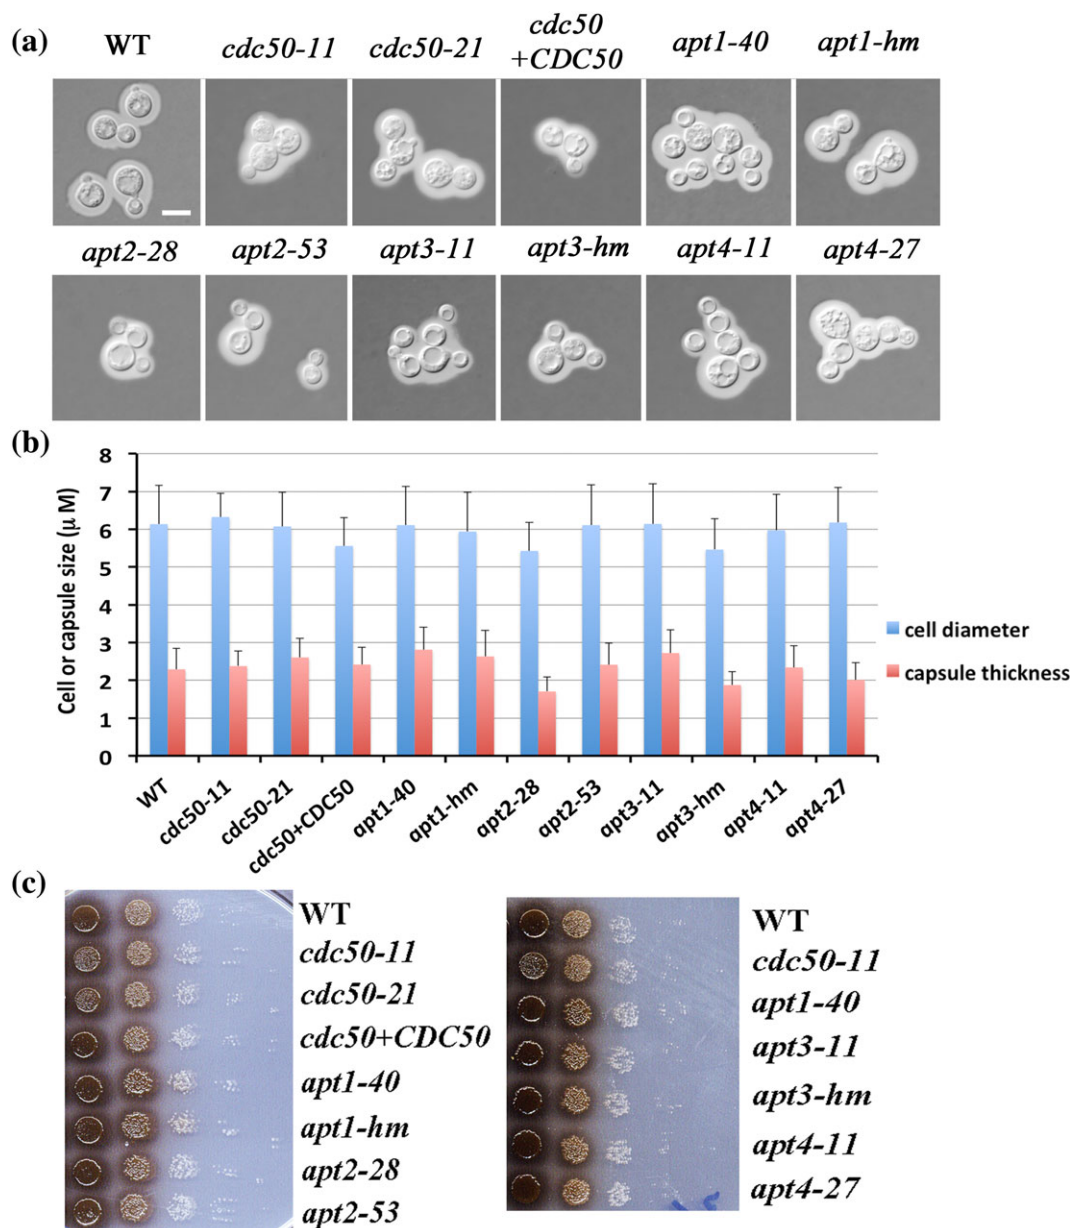 (a)
WT
cdc50-11
cdc50-21
cdc50
+CDC50
apt1-40
apt1-hm
apt2-28
apt2-53
apt3-11
apt3-hm
apt4-11
apt4-27
(b)
Cell or capsule size (μ M)
8
7
6
5
4
3
2
1
0
WT
cdc50-11
cdc50-21
cdc50+CDC50
apt1-40
apt1-hm
apt2-28
apt2-53
apt3-11
apt3-hm
apt4-11
apt4-27
cell diameter
capsule thickness
(c)
WT
cdc50-11
cdc50-21
cdc50+CDC50
apt1-40
apt1-hm
apt2-28
apt2-53
WT
cdc50-11
apt1-40
apt3-11
apt3-hm
apt4-11
apt4-27